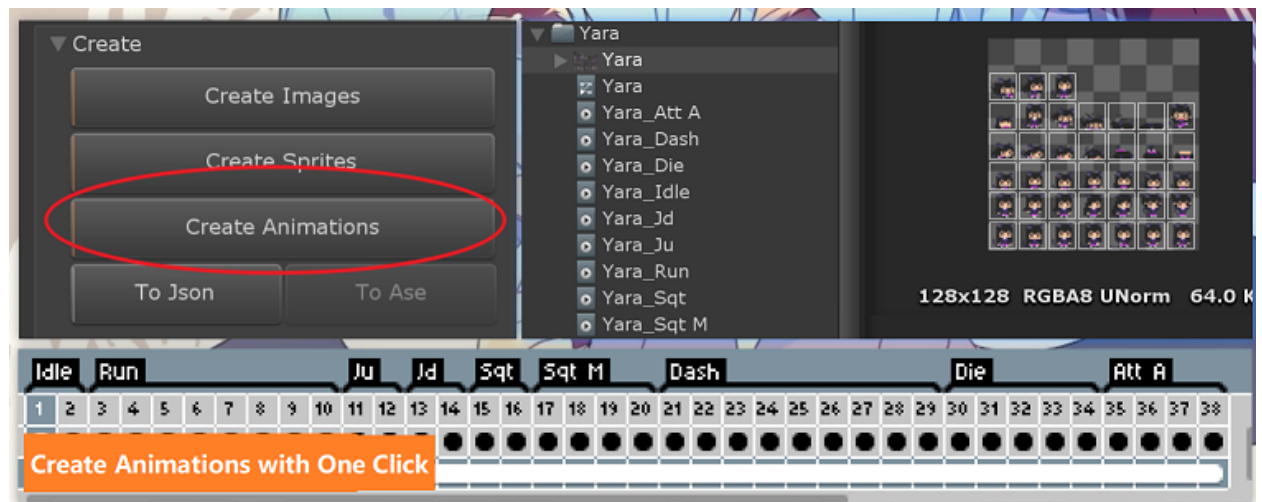 Create
Create Images
Create Sprites
Create Animations
To Json
To Ase
Yara
Yara
Yara
Yara_Att A
Yara_Dash
Yara_Die
Yara_Idle
Yara_Jd
Yara_Ju
Yara_Run
Yara_Sqt
Yara_Sqt M
128x128 RGBA8 UNorm 64.0 K
Idle Run Ju Jd Sqt Sqt M Dash Die Att A
1 2 3 4 5 6 7 8 9 10 11 12 13 14 15 16 17 18 19 20 21 22 23 24 25 26 27 28 29 30 31 32 33 34 35 36 37 38
Create Animations with One Click